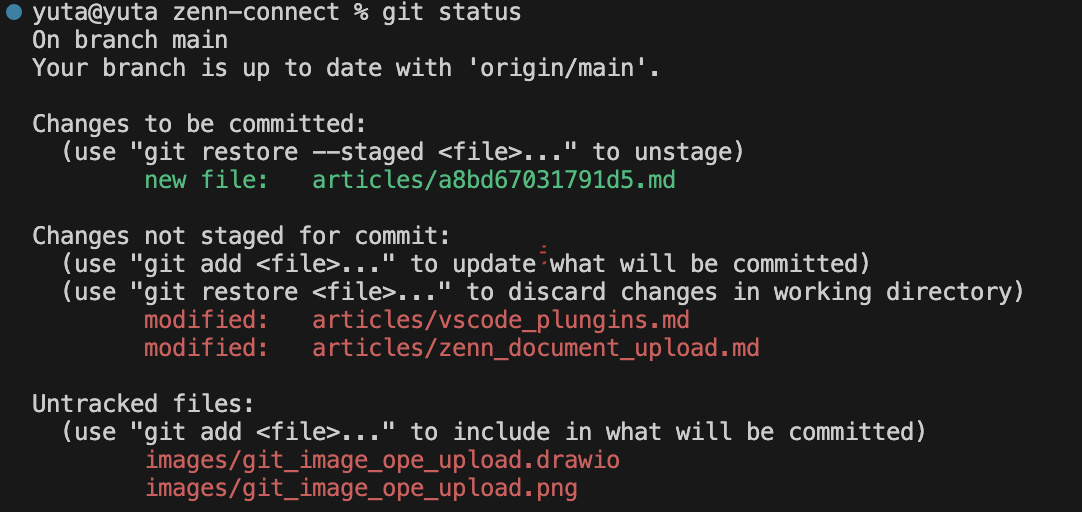 yuta@yuta zenn-connect % git status
On branch main
Your branch is up to date with 'origin/main'.

Changes to be committed:
  (use "git restore --staged <file>..." to unstage)
        new file:   articles/a8bd67031791d5.md

Changes not staged for commit:
  (use "git add <file>..." to update what will be committed)
  (use "git restore <file>..." to discard changes in working directory)
        modified:   articles/vscode_plungins.md
        modified:   articles/zenn_document_upload.md

Untracked files:
  (use "git add <file>..." to include in what will be committed)
        images/git_image_ope_upload.drawio
        images/git_image_ope_upload.png